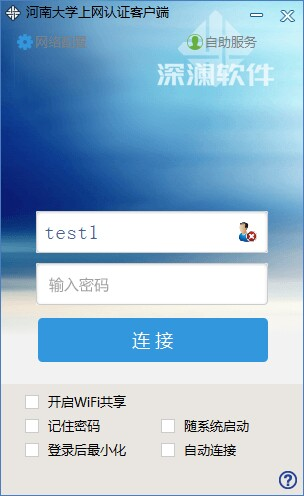 河南大学上网认证客户端
网络配置 自助服务
深澜软件
test1
输入密码
连接
开启WiFi共享
记住密码 随系统启动
登录后最小化 自动连接